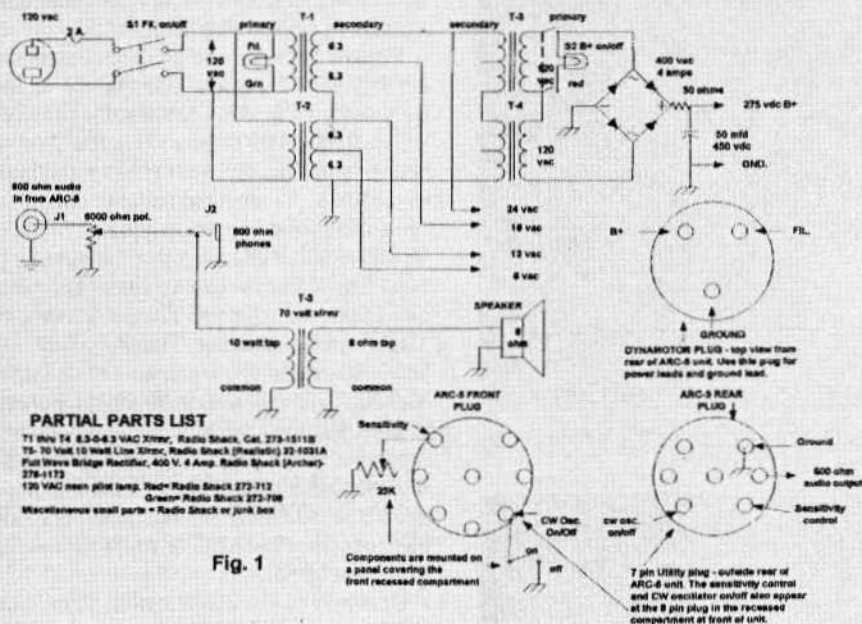 120 vac
2 A.
S1 Fil. on/off
primary
T-1
secondary
120 vac
Grn
6.3
6.3
T-2
6.3
6.3
secondary
T-3
primary
S2 B+ on/off
red
120 vac
T-4
120 vac
400 vac
4 amps
50 ohms
275 vdc B+
50 mfd
450 vdc
GND.
24 vac
18 vac
12 vac
6 vac
600 ohm audio
in from ARC-5
J1
6000 ohm pot.
J2
600 ohm
phones
70 volt xfmr
10 watt tap
8 ohm tap
common
common
SPEAKER
8 ohm
B+
FIL.
GROUND
DYNAMOTOR PLUG - top view from
rear of ARC-5 unit. Use this plug for
power leads and ground lead.
ARC-5 FRONT
PLUG
Sensitivity
25K
CW Osc.
On/Off
on
off
Components are mounted on
a panel covering the
front recessed compartment
ARC-5 REAR
PLUG
Ground
600 ohm
audio output
Sensitivity
control
cw osc.
on/off
7 pin Utility plug - outside rear of
ARC-5 unit. The sensitivity control
and CW oscillator on/off also appear
at the 8 pin plug in the recessed
compartment at front of unit.
PARTIAL PARTS LIST
T1 thru T4 6.3-0-6.3 VAC Xfmr, Radio Shack, Cat. 273-1511B
T5- 70 Volt 10 Watt Line Xfmr, Radio Shack (Realistic) 32-1031A
Full Wave Bridge Rectifier, 400 V. 4 Amp. Radio Shack (Archer)-
276-1173
120 VAC neon pilot lamp, Red= Radio Shack 272-712
Green= Radio Shack 272-708
Miscellaneous small parts = Radio Shack or junk box
Fig. 1